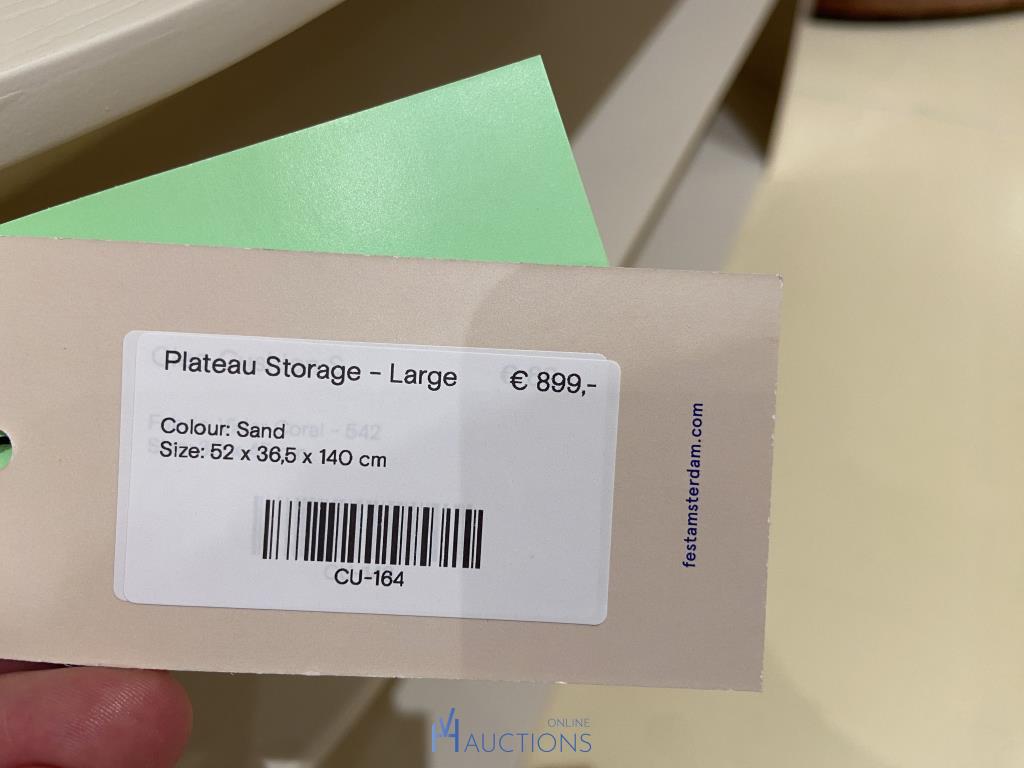 Plateau Storage - Large € 899,-
Colour: Sand
Size: 52 x 36,5 x 140 cm
CU-164
festamsterdam.com
ONLINE
AUCTIONS